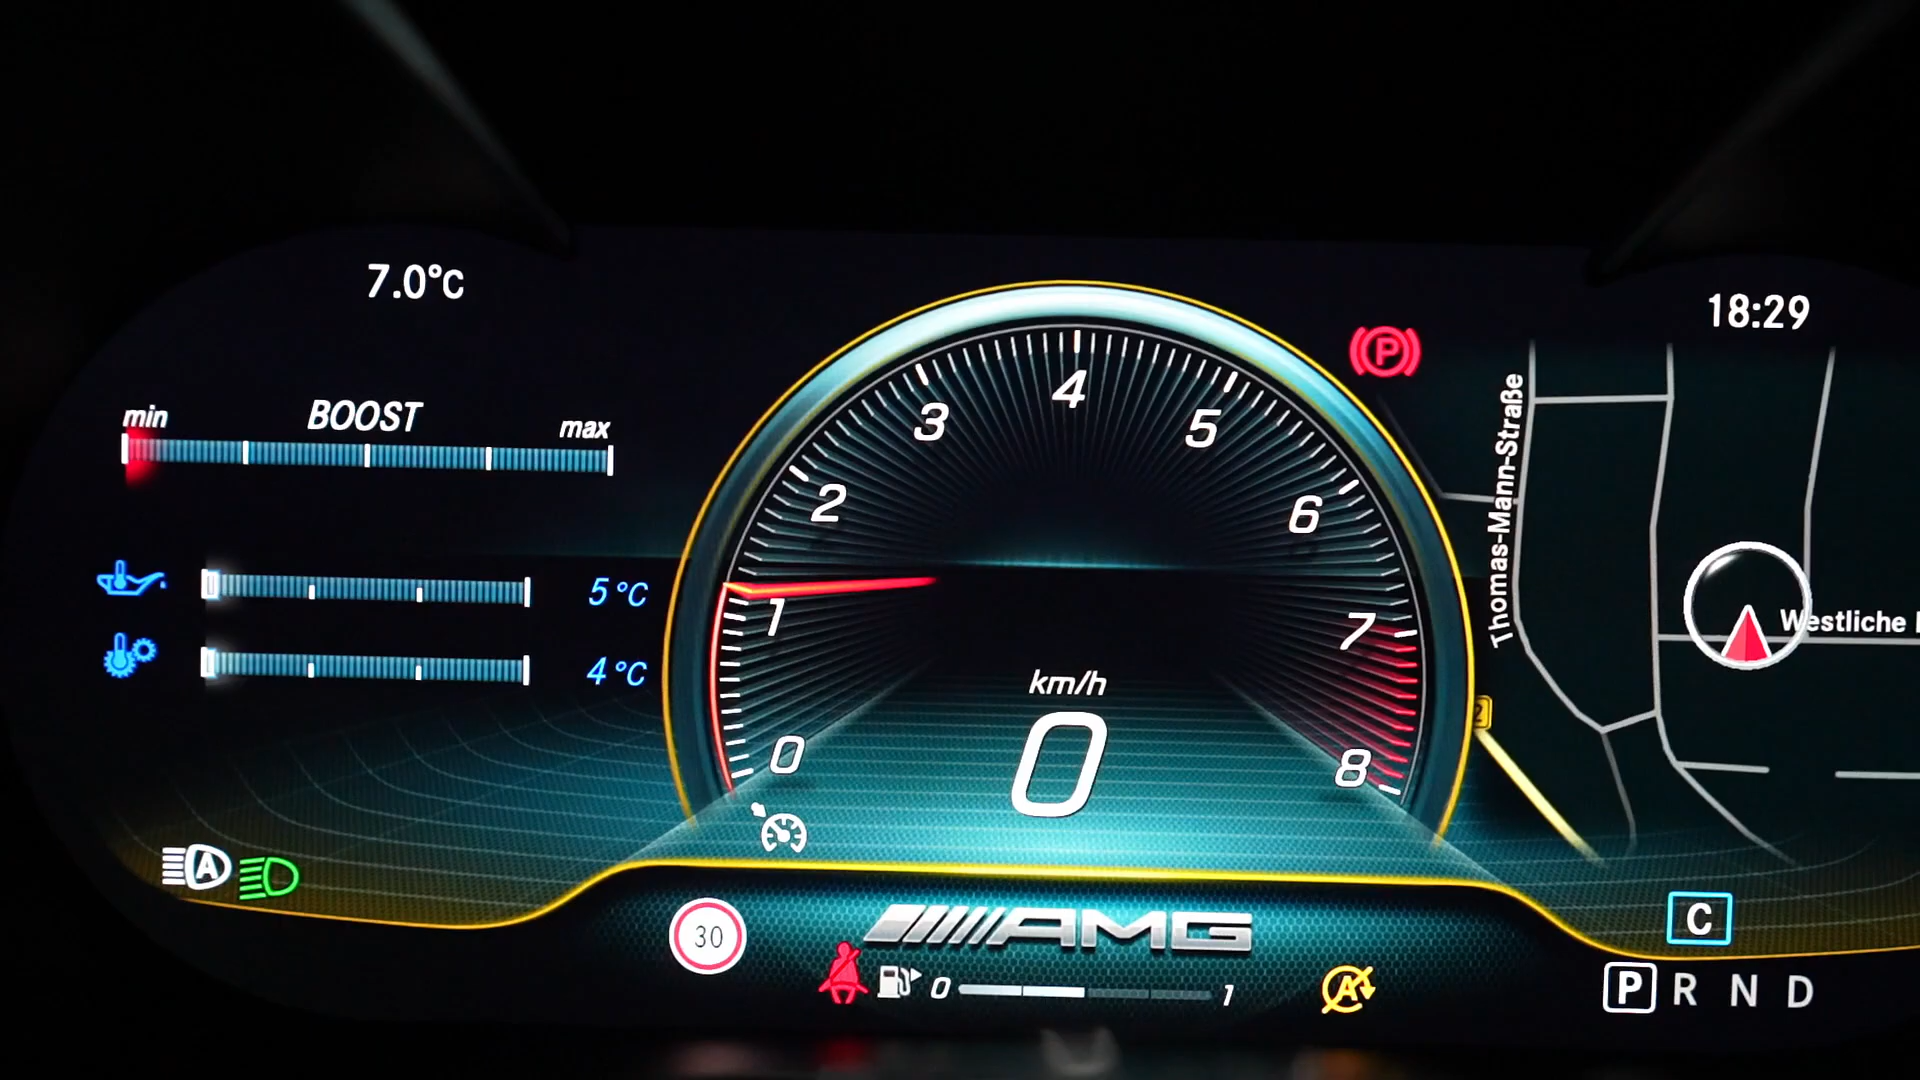 7.0°C
18:29
min BOOST max
5 °C
4 °C
0
1
2
3
4
5
6
7
8
km/h
0
P
Thomas-Mann-Straße
Westliche
2
A
30
AMG
0 1
A
C
P R N D